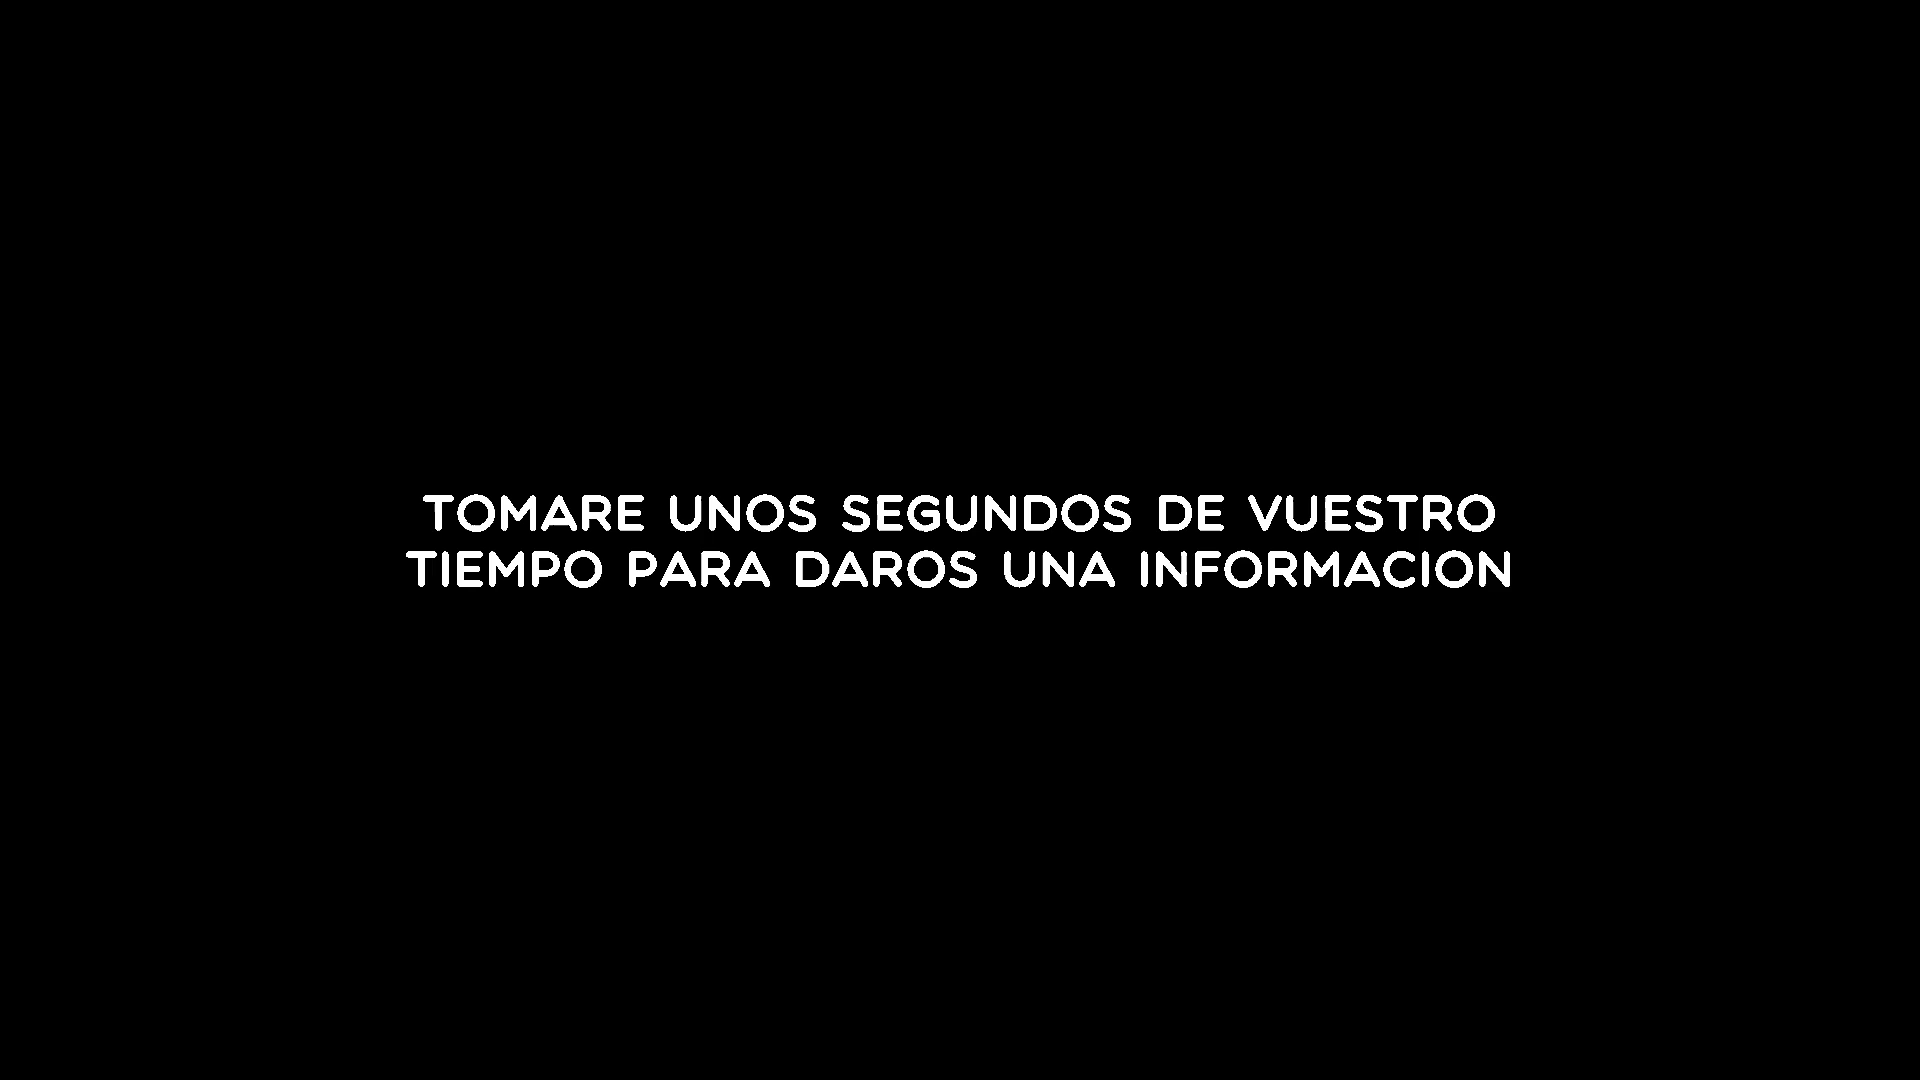 TOMARE UNOS SEGUNDOS DE VUESTRO
TIEMPO PARA DAROS UNA INFORMACION